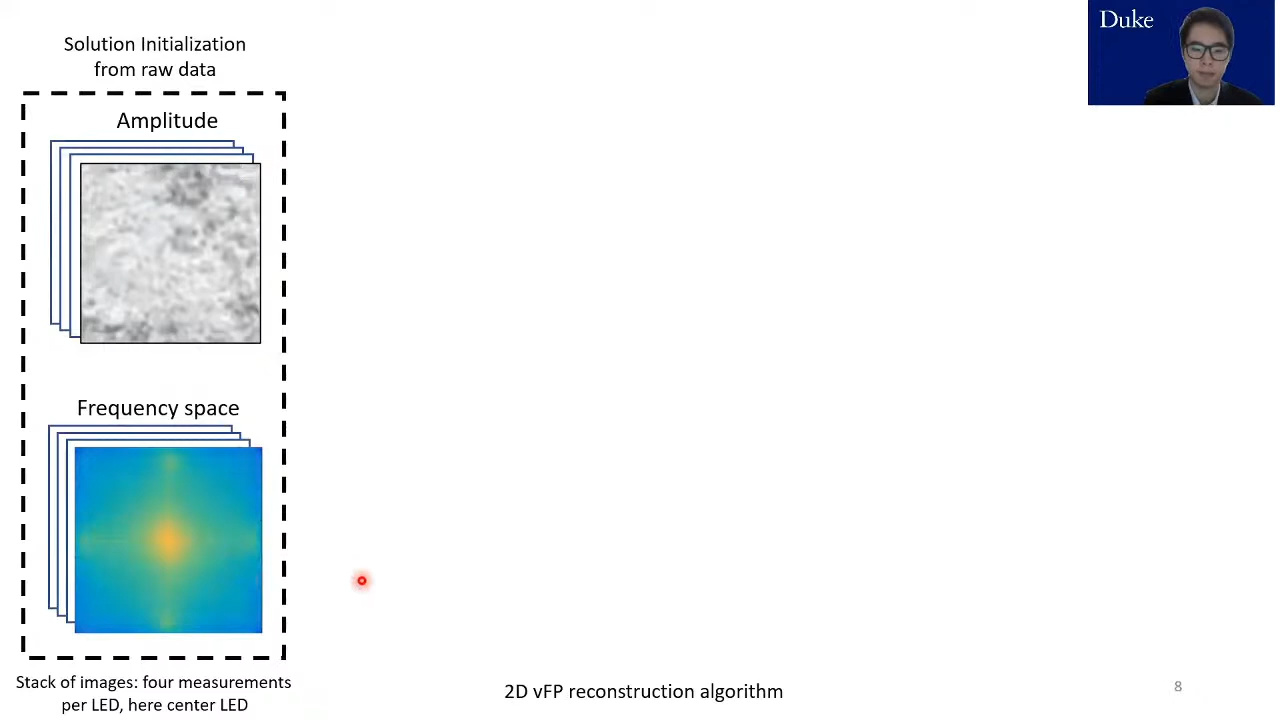 Duke
Solution Initialization
from raw data
Amplitude
Frequency space
Stack of images: four measurements
per LED, here center LED
2D vFP reconstruction algorithm
8